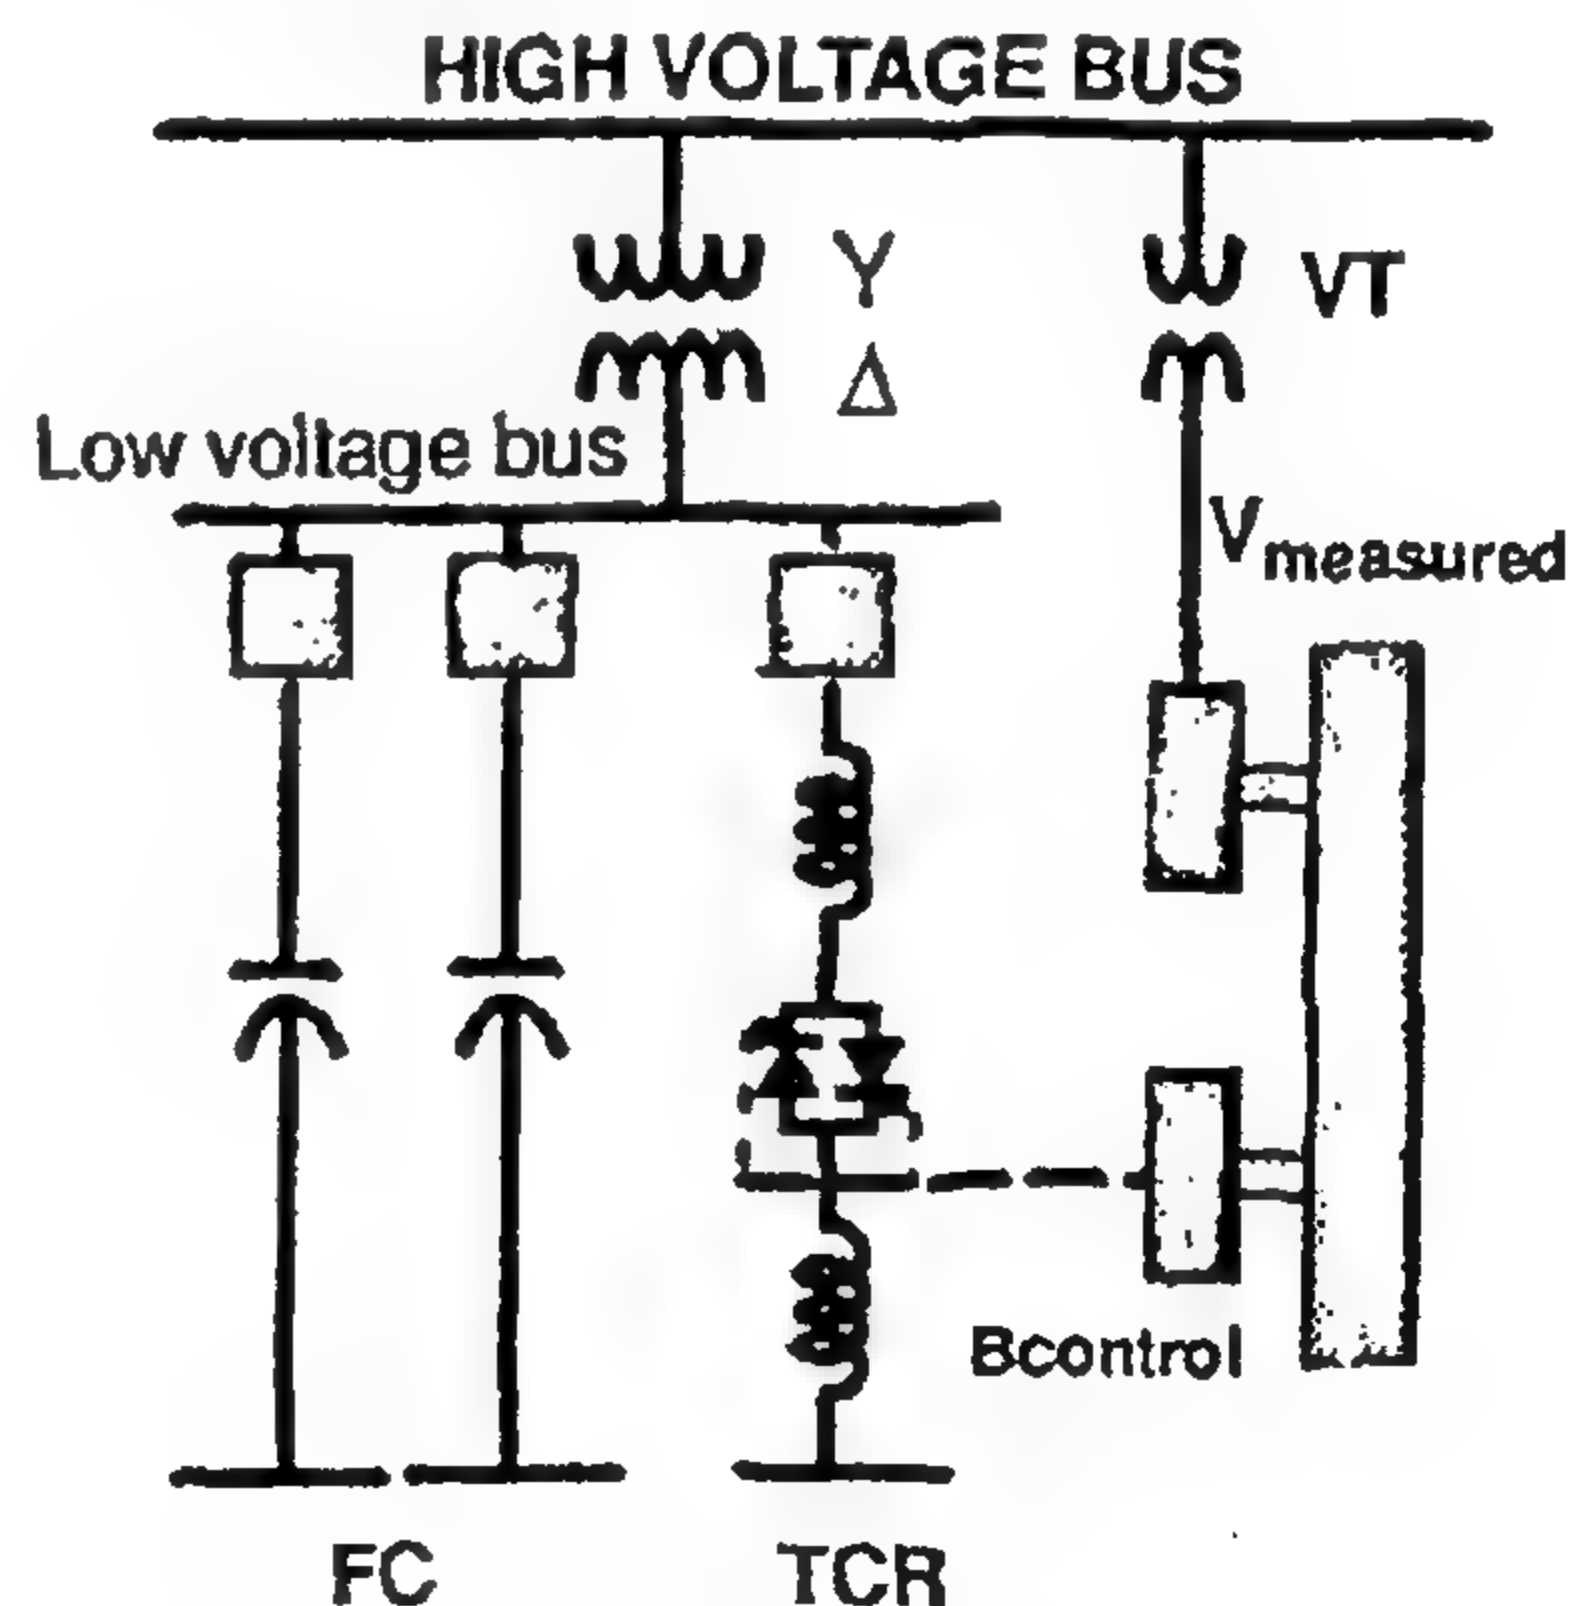 HIGH VOLTAGE BUS
Y
VT
Δ
Low voltage bus
Vmeasured
Bcontrol
FC
TCR